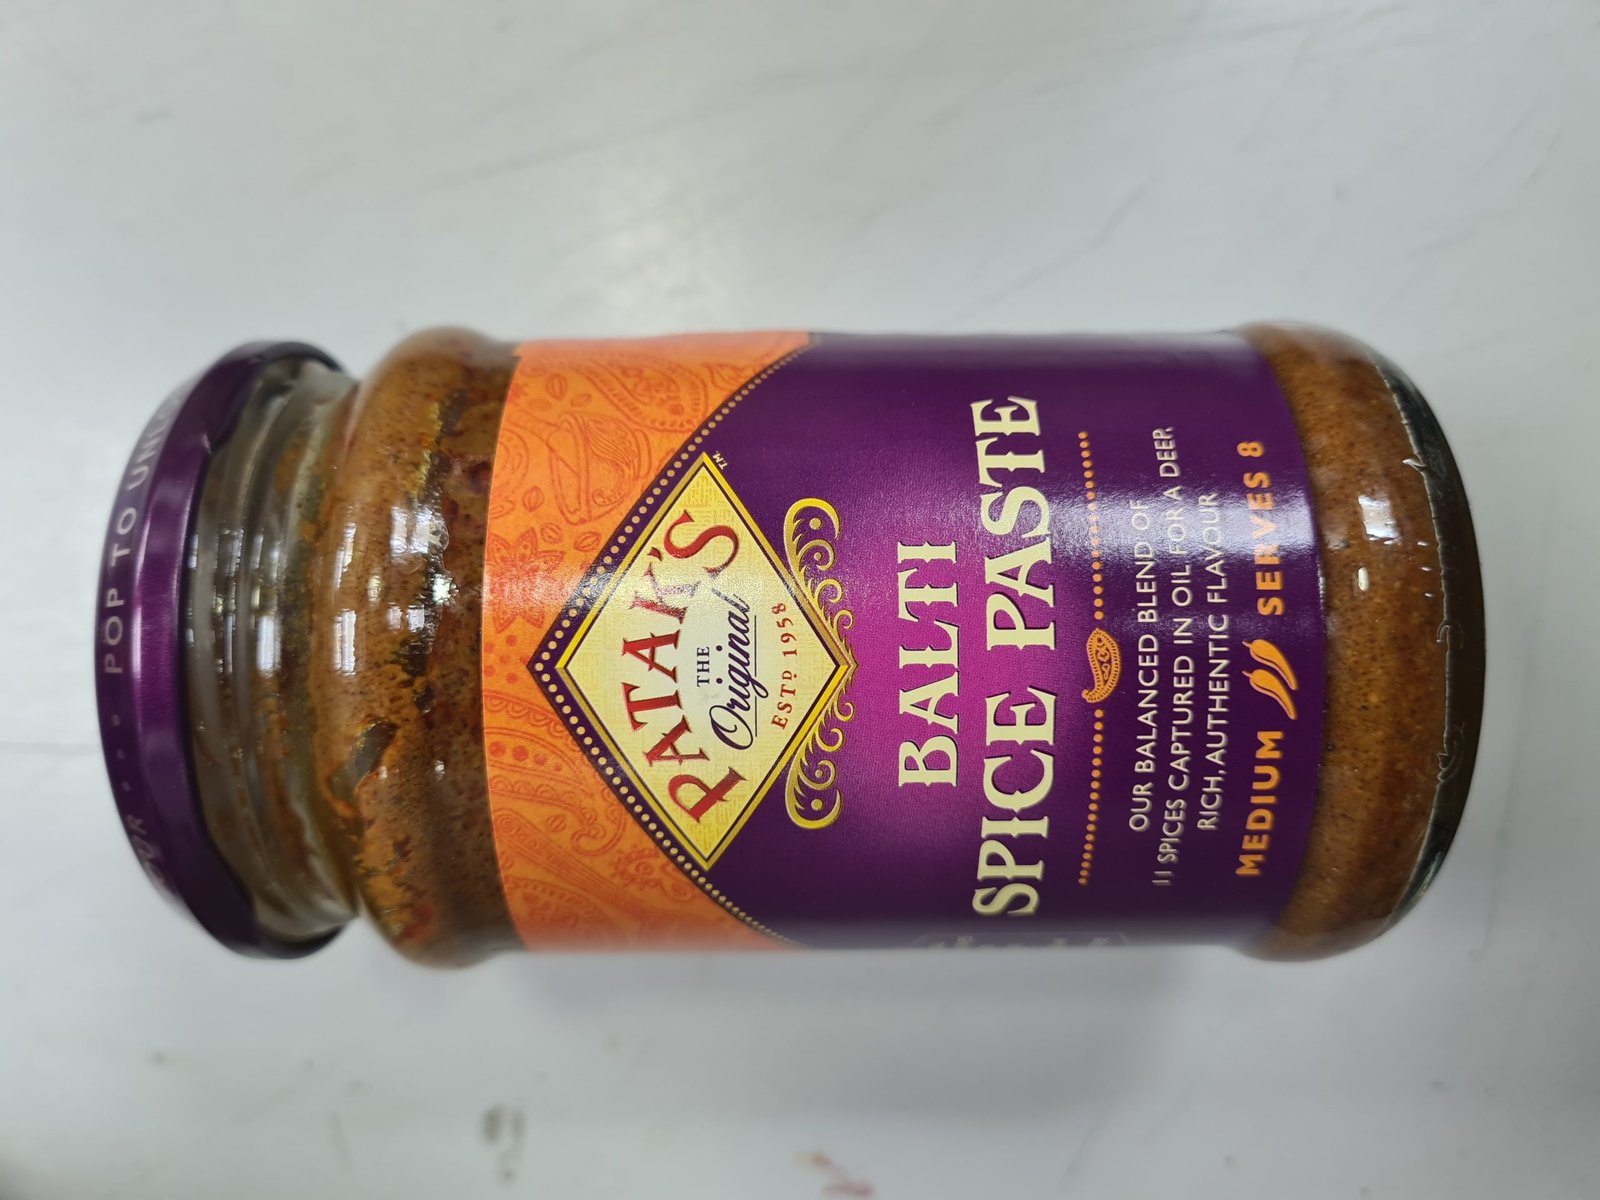 POP TO
PATAK'S
THE
Original
ESTD 1958
TM
BALTI
SPICE PASTE
OUR BALANCED BLEND OF
11 SPICES CAPTURED IN OIL FOR A DEEP,
RICH, AUTHENTIC FLAVOUR
MEDIUM SERVES 8